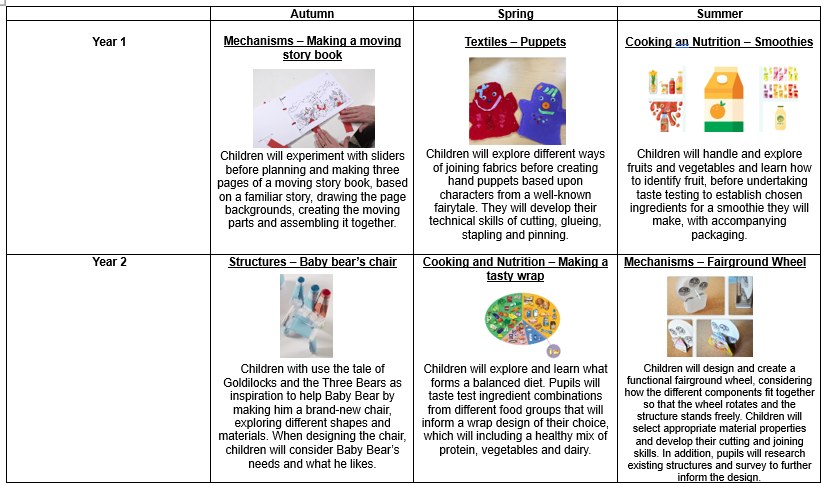 Autumn
Spring
Summer
Year 1
Mechanisms – Making a moving
story book
Children will experiment with sliders
before planning and making three
pages of a moving story book, based
on a familiar story, drawing the page
backgrounds, creating the moving
parts and assembling it together.
Textiles – Puppets
Children will explore different ways
of joining fabrics before creating
hand puppets based upon
characters from a well-known
fairytale. They will develop their
technical skills of cutting, glueing,
stapling and pinning.
Cooking an Nutrition – Smoothies
Children will handle and explore
fruits and vegetables and learn how
to identify fruit, before undertaking
taste testing to establish chosen
ingredients for a smoothie they will
make, with accompanying
packaging.
Year 2
Structures – Baby bear’s chair
Children with use the tale of
Goldilocks and the Three Bears as
inspiration to help Baby Bear by
making him a brand-new chair,
exploring different shapes and
materials. When designing the chair,
children will consider Baby Bear’s
needs and what he likes.
Cooking and Nutrition – Making a
tasty wrap
Children will explore and learn what
forms a balanced diet. Pupils will
taste test ingredient combinations
from different food groups that will
inform a wrap design of their choice,
which will including a healthy mix of
protein, vegetables and dairy.
Mechanisms – Fairground Wheel
Children will design and create a
functional fairground wheel, considering
how the different components fit together
so that the wheel rotates and the
structure stands freely. Children will
select appropriate material properties
and develop their cutting and joining
skills. In addition, pupils will research
existing structures and survey to further
inform the design.